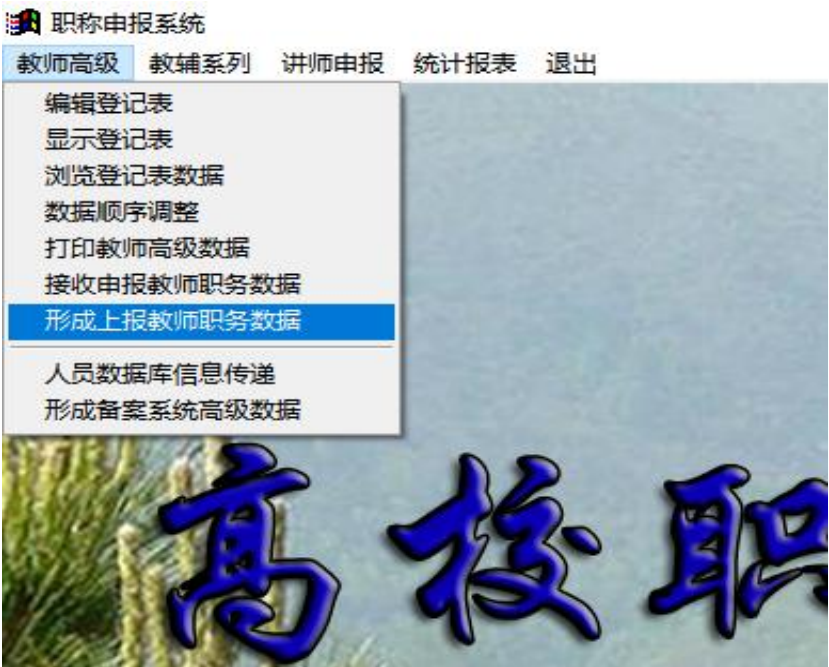 职称申报系统
教师高级 教辅系列 讲师申报 统计报表 退出
编辑登记表
显示登记表
浏览登记表数据
数据顺序调整
打印教师高级数据
接收申报教师职务数据
形成上报教师职务数据
人员数据库信息传递
形成备案系统高级数据
高校职